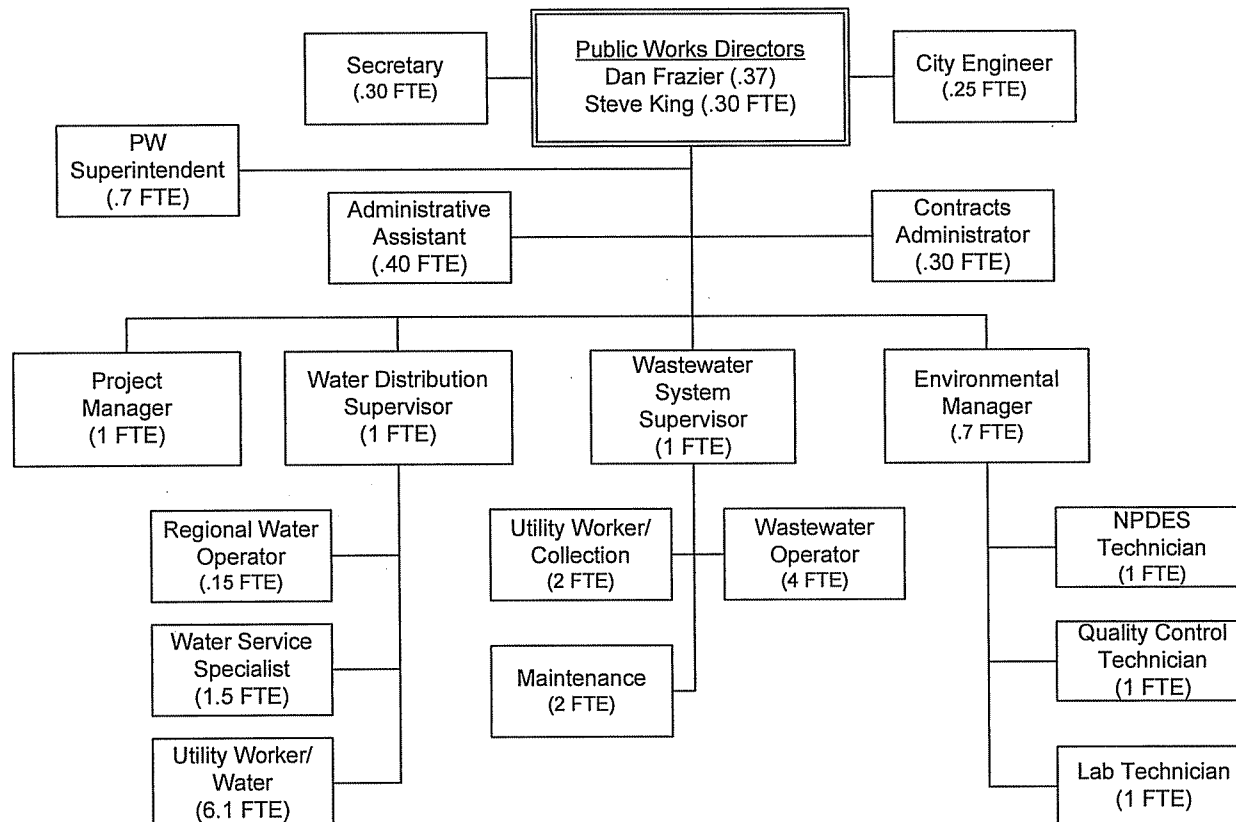 Secretary
(.30 FTE)
Public Works Directors
Dan Frazier (.37)
Steve King (.30 FTE)
City Engineer
(.25 FTE)
PW
Superintendent
(.7 FTE)
Administrative
Assistant
(.40 FTE)
Contracts
Administrator
(.30 FTE)
Project
Manager
(1 FTE)
Water Distribution
Supervisor
(1 FTE)
Wastewater
System
Supervisor
(1 FTE)
Environmental
Manager
(.7 FTE)
Regional Water
Operator
(.15 FTE)
Utility Worker/
Collection
(2 FTE)
Wastewater
Operator
(4 FTE)
NPDES
Technician
(1 FTE)
Water Service
Specialist
(1.5 FTE)
Maintenance
(2 FTE)
Quality Control
Technician
(1 FTE)
Utility Worker/
Water
(6.1 FTE)
Lab Technician
(1 FTE)